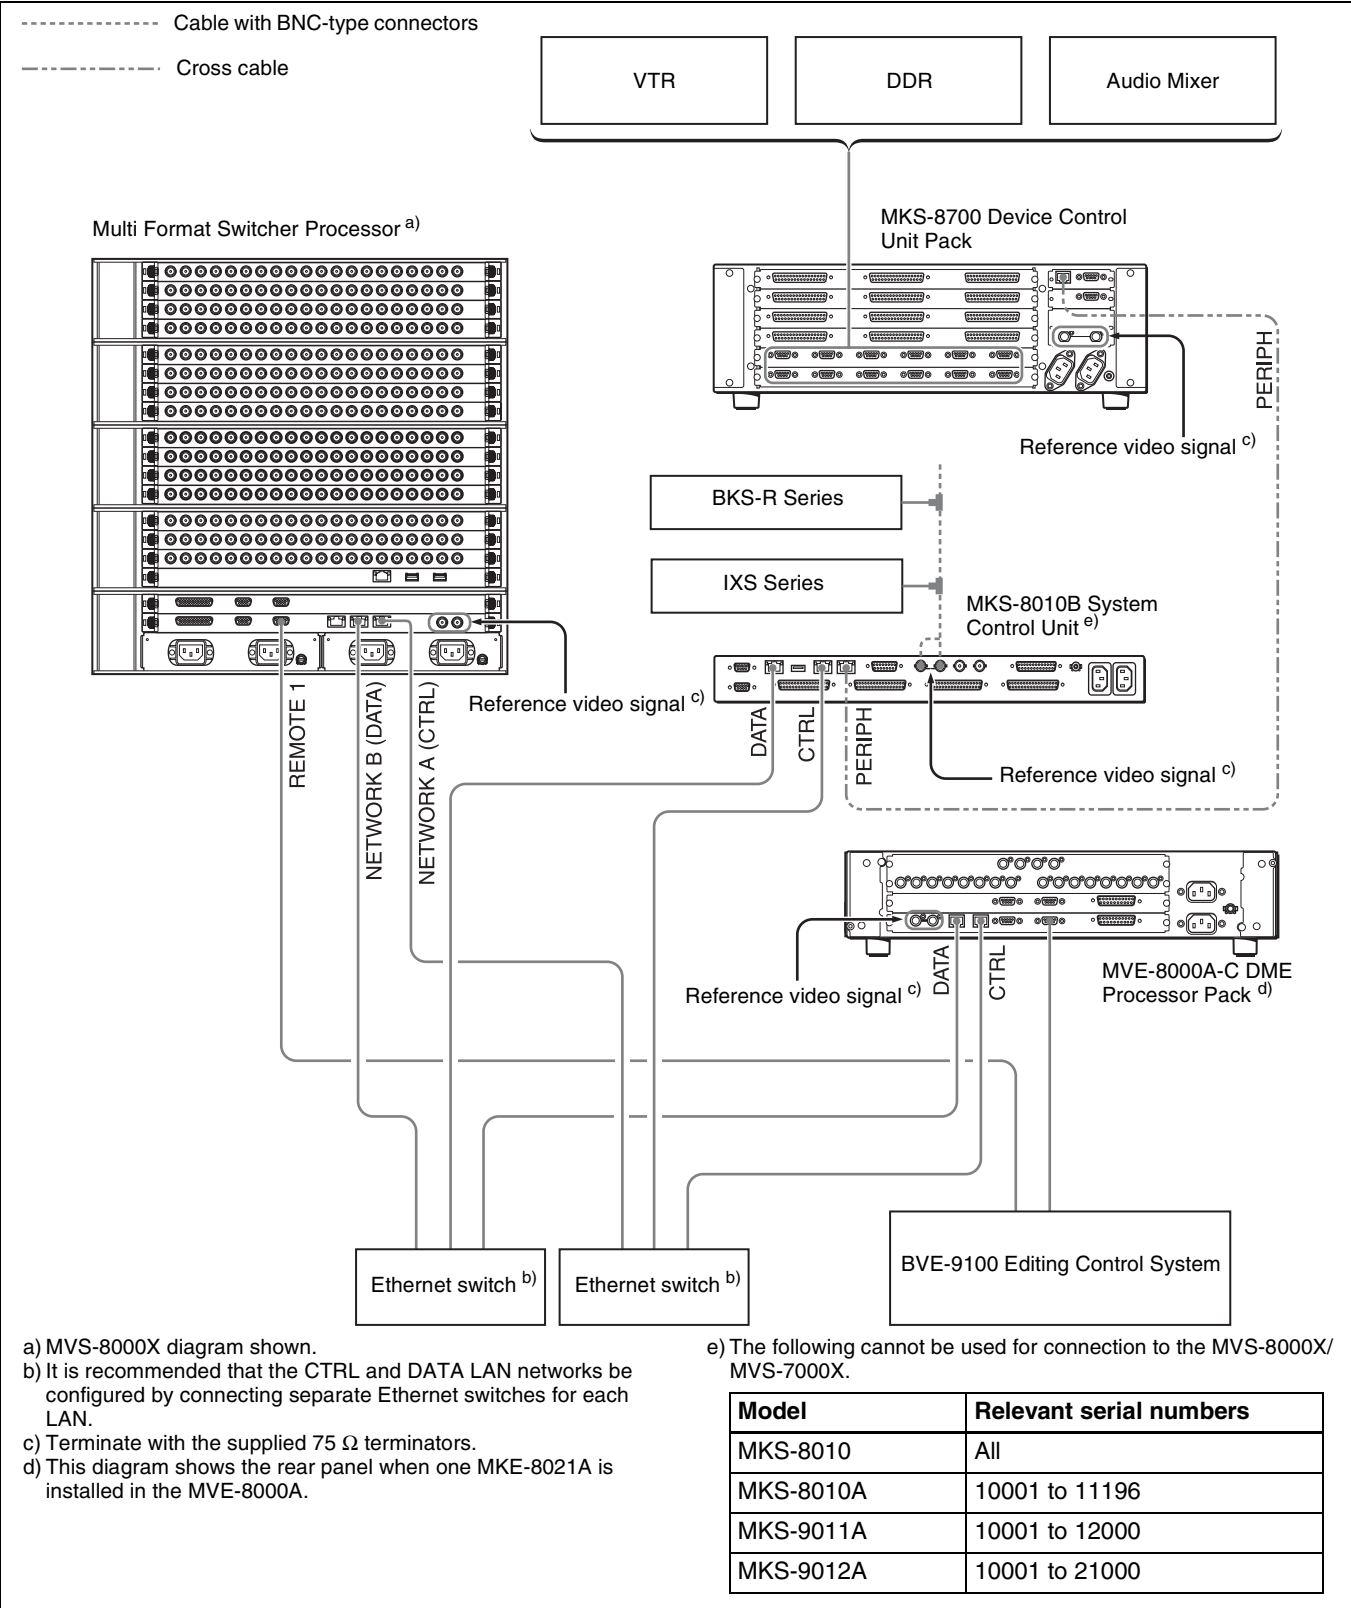 Cable with BNC-type connectors
Cross cable
VTR
DDR
Audio Mixer
Multi Format Switcher Processor a)
MKS-8700 Device Control
Unit Pack
PERIPH
Reference video signal c)
BKS-R Series
IXS Series
MKS-8010B System
Control Unit e)
Reference video signal c)
REMOTE 1
NETWORK B (DATA)
NETWORK A (CTRL)
DATA
CTRL
PERIPH
Reference video signal c)
Reference video signal c)
DATA
CTRL
MVE-8000A-C DME
Processor Pack d)
Ethernet switch b)
Ethernet switch b)
BVE-9100 Editing Control System
a) MVS-8000X diagram shown.
b) It is recommended that the CTRL and DATA LAN networks be
configured by connecting separate Ethernet switches for each
LAN.
c) Terminate with the supplied 75 Ω terminators.
d) This diagram shows the rear panel when one MKE-8021A is
installed in the MVE-8000A.
e) The following cannot be used for connection to the MVS-8000X/
MVS-7000X.
Model Relevant serial numbers
MKS-8010 All
MKS-8010A 10001 to 11196
MKS-9011A 10001 to 12000
MKS-9012A 10001 to 21000